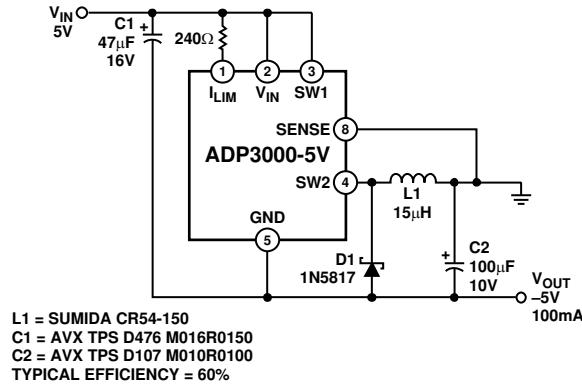 VIN
5V
C1
47μF
16V
240Ω
+
1
2
3
ILIM
VIN
SW1
SENSE
8
ADP3000-5V
SW2
4
L1
15μH
GND
5
D1
1N5817
+
C2
100μF
10V
VOUT
–5V
100mA
L1 = SUMIDA CR54-150
C1 = AVX TPS D476 M016R0150
C2 = AVX TPS D107 M010R0100
TYPICAL EFFICIENCY = 60%